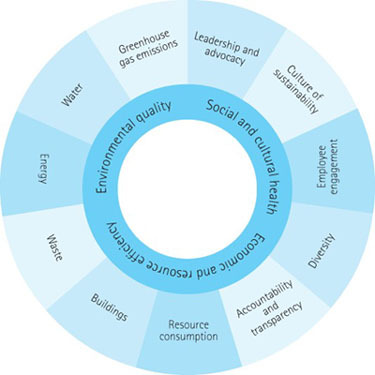 Greenhouse
gas emissions
Leadership and
advocacy
Culture of
sustainability
Employee
engagement
Diversity
Accountability
and
transparency
Resource
consumption
Buildings
Waste
Energy
Water
Environmental quality
Social and cultural health
Economic and resource efficiency